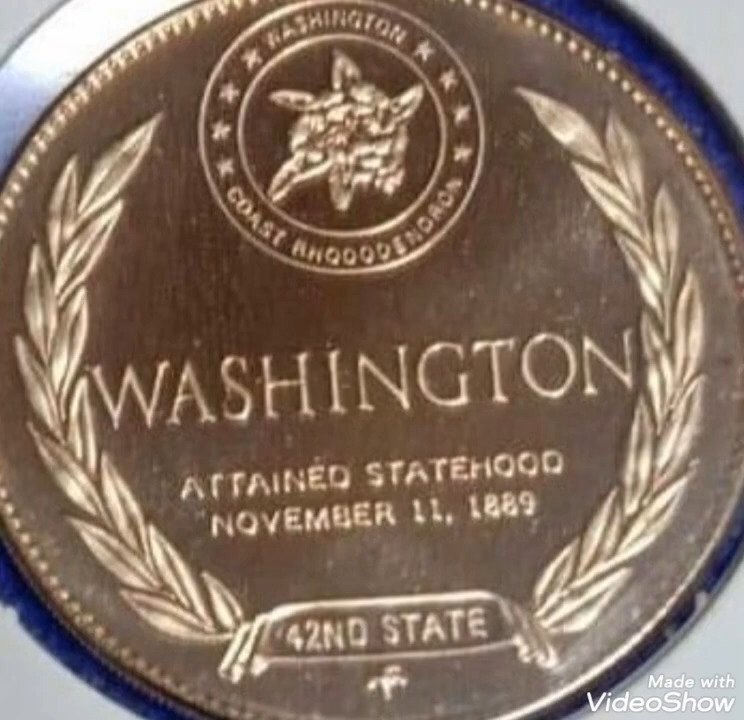 WASHINGTON
COAST RHODODENDRON
WASHINGTON
ATTAINED STATEHOOD
NOVEMBER 11, 1889
42ND STATE
Made with
VideoShow